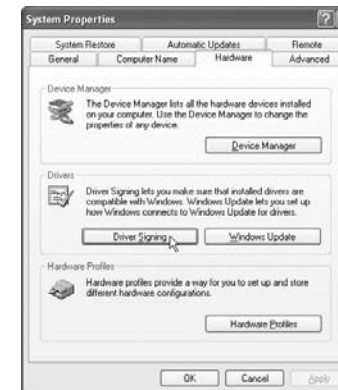 System Properties
?
System Restore Automatic Updates Remote
General Computer Name Hardware Advanced
Device Manager
The Device Manager lists all the hardware devices installed
on your computer. Use the Device Manager to change the
properties of any device.
Device Manager
Drivers
Driver Signing lets you make sure that installed drivers are
compatible with Windows. Windows Update lets you set up
how Windows connects to Windows Update for drivers.
Driver Signing Windows Update
Hardware Profiles
Hardware profiles provide a way for you to set up and store
different hardware configurations.
Hardware Profiles
OK Cancel Apply